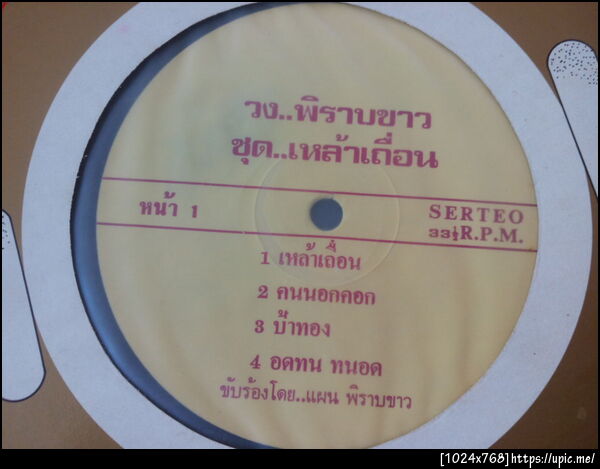 วง..พิราบขาว
ชุด..เหล้าเถื่อน
หน้า 1
SERTEO
33⅓R.P.M.
1 เหล้าเถื่อน
2 คนนอกคอก
3 บ้าทอง
4 อดทน ทนอด
ขับร้องโดย..แผน พิราบขาว
[1024x768]https://upic.me/